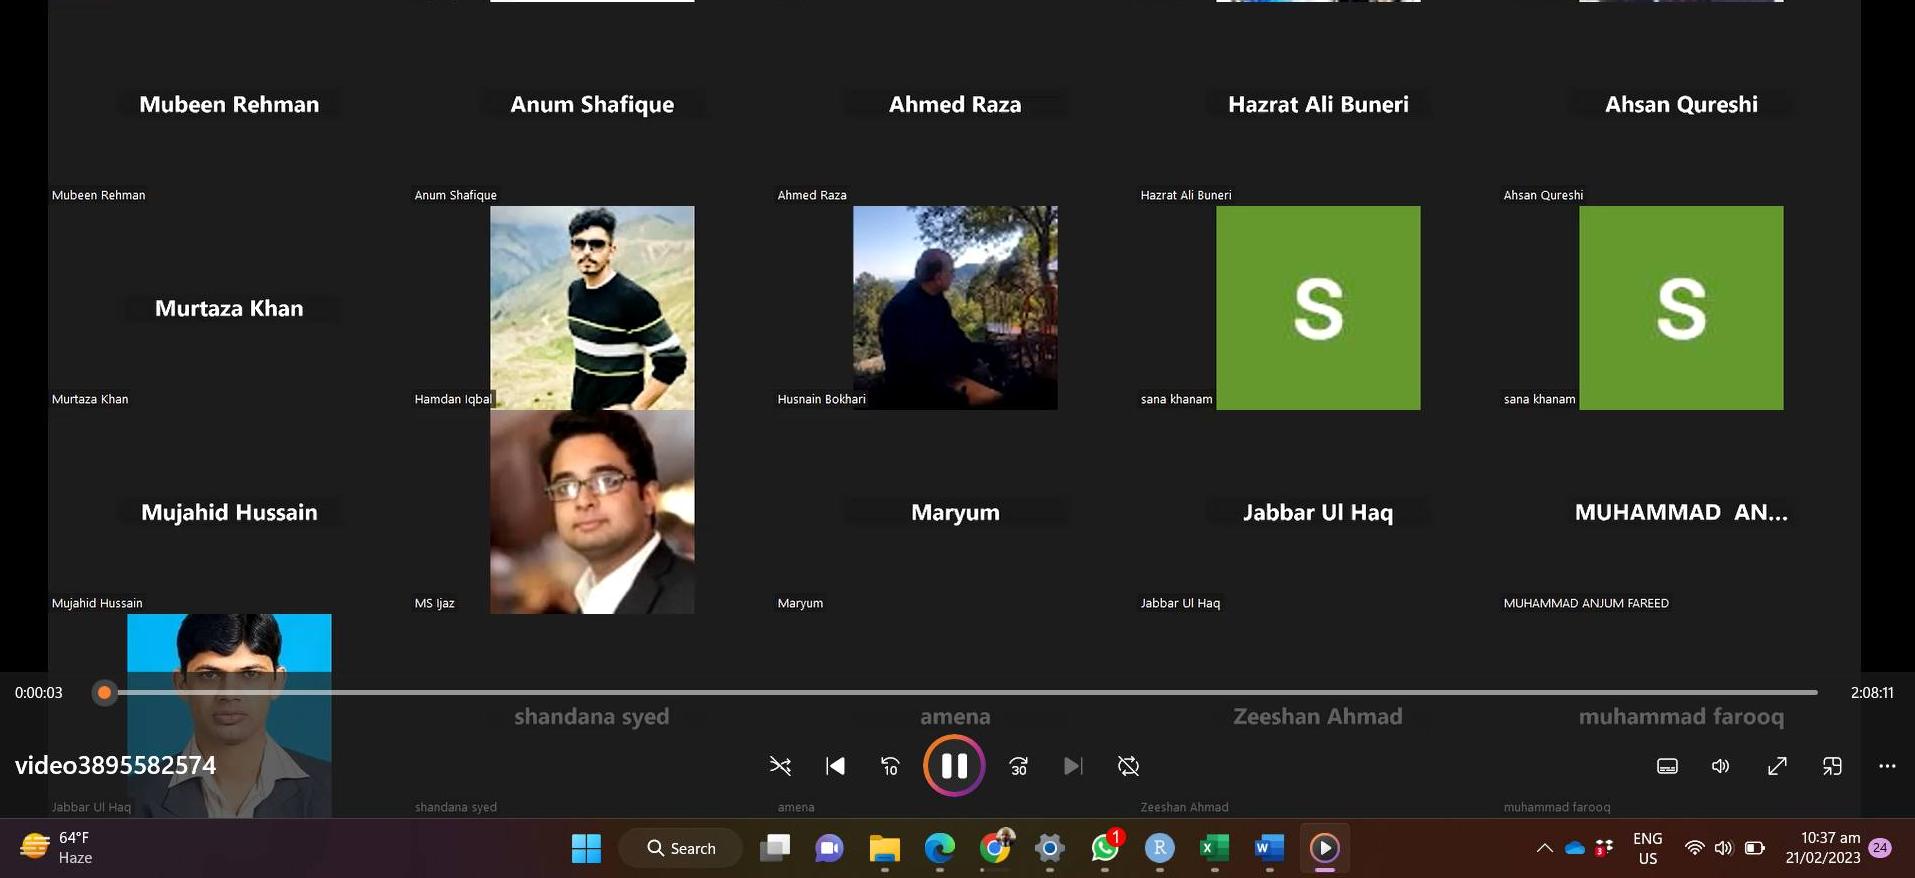 Mubeen Rehman
Anum Shafique
Ahmed Raza
Hazrat Ali Buneri
Ahsan Qureshi
Mubeen Rehman
Anum Shafique
Ahmed Raza
Hazrat Ali Buneri
Ahsan Qureshi
S
S
Murtaza Khan
Murtaza Khan
Hamdan Iqbal
Husnain Bokhari
sana khanam
sana khanam
Mujahid Hussain
Maryum
Jabbar Ul Haq
MUHAMMAD AN...
Mujahid Hussain
MS Ijaz
Maryum
Jabbar Ul Haq
MUHAMMAD ANJUM FAREED
0:00:03
2:08:11
shandana syed
amena
Zeeshan Ahmad
muhammad farooq
video3895582574
10
30
Jabbar Ul Haq
shandana syed
amena
Zeeshan Ahmad
muhammad farooq
64°F
Haze
Search
1
R
X
W
3
ENG
US
10:37 am
21/02/2023
24